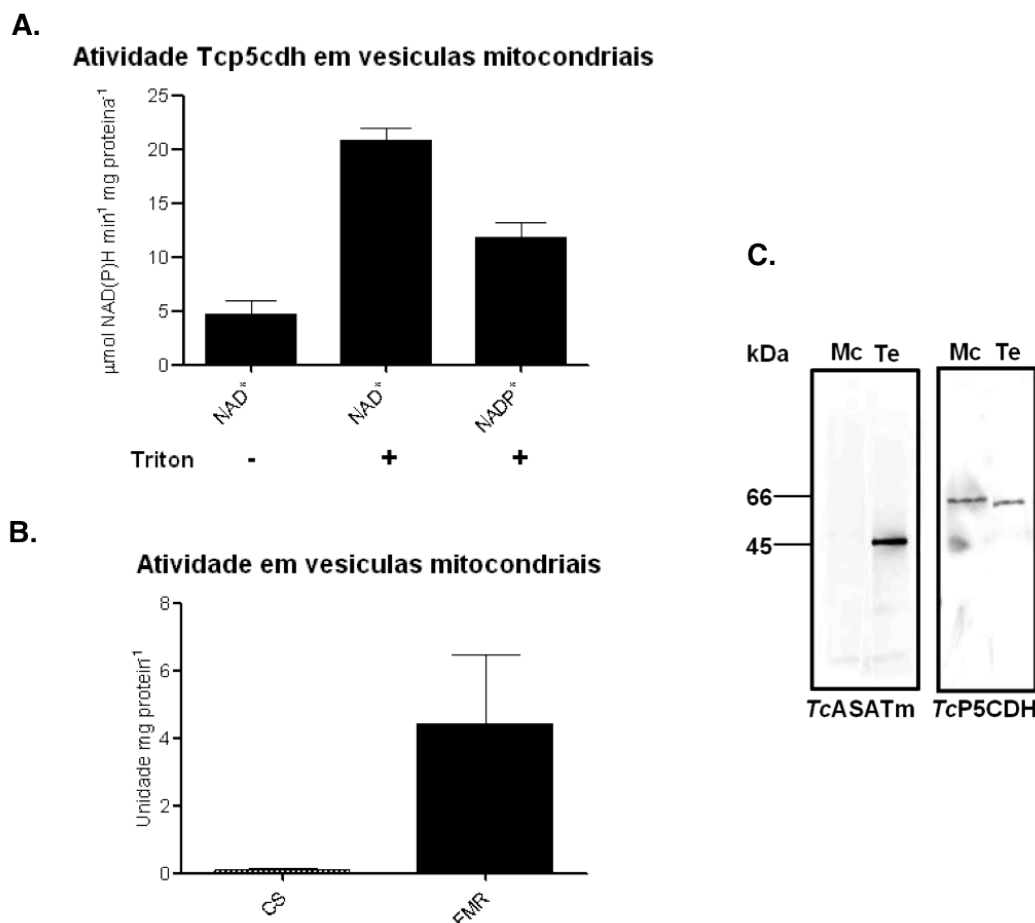 A.
Atividade Tcp5cdh em vesiculas mitocondriais
µmol NAD(P)H min¹ mg proteina⁻¹
25
20
15
10
5
0
NAD⁺
NAD⁺
NADP⁺
Triton - + +
B.
Atividade em vesiculas mitocondriais
Unidade mg protein⁻¹
8
6
4
2
0
CS
FMR
C.
kDa Mc Te Mc Te
66
45
TcASATm TcP5CDH